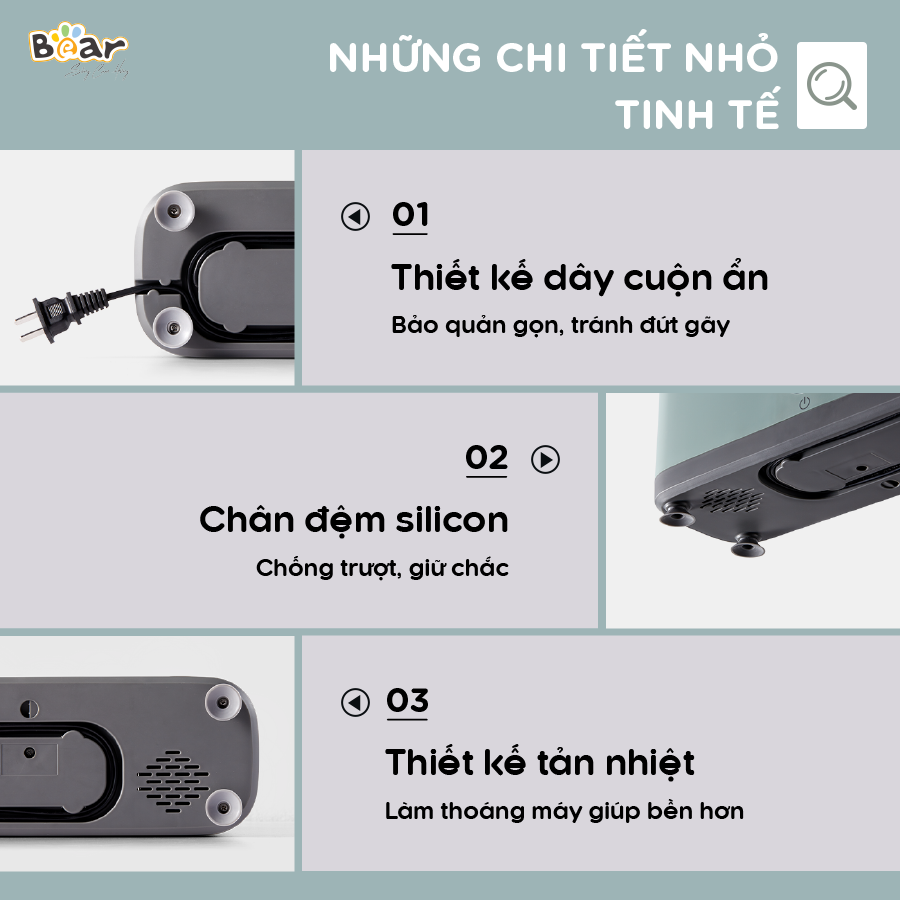 Bear
NHỮNG CHI TIẾT NHỎ
TINH TẾ
01
Thiết kế dây cuộn ẩn
Bảo quản gọn, tránh đứt gãy
02
Chân đệm silicon
Chống trượt, giữ chắc
03
Thiết kế tản nhiệt
Làm thoáng máy giúp bền hơn